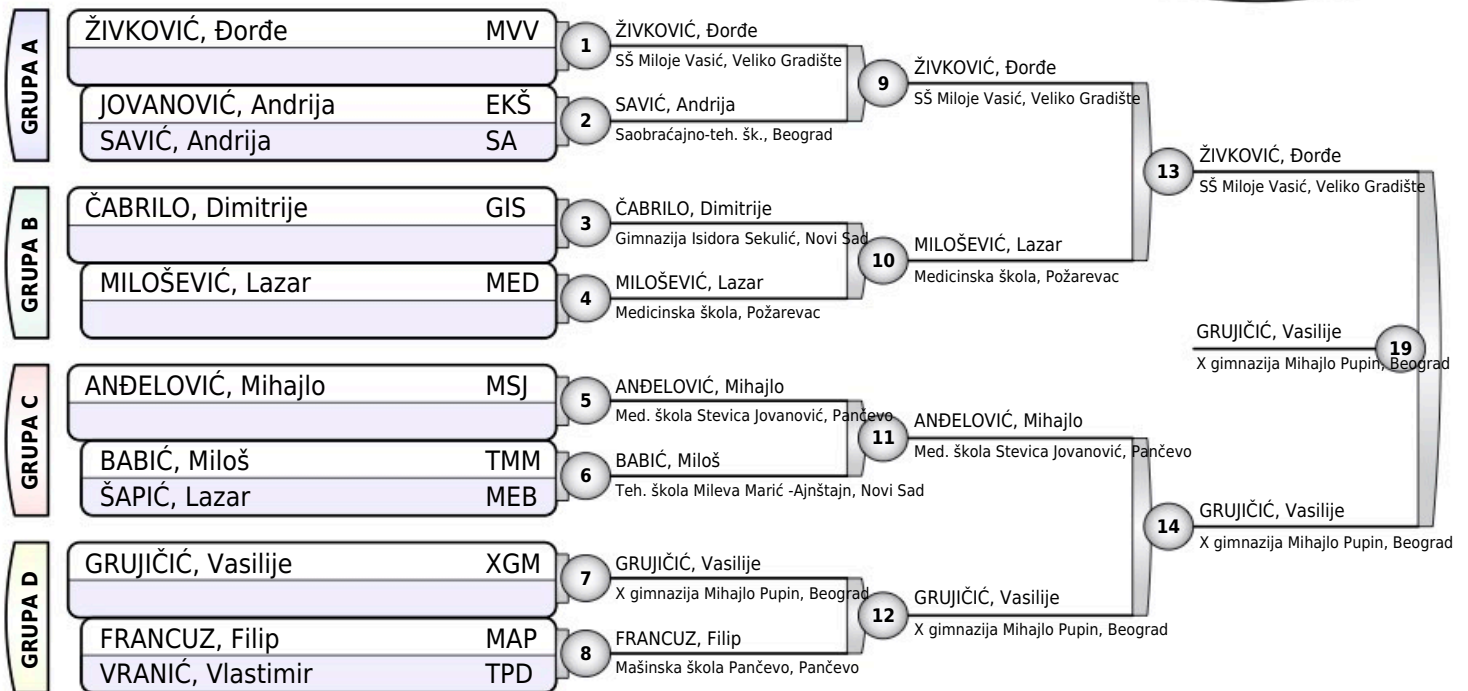 GRUPA A
ŽIVKOVIĆ, Đorđe MVV
JOVANOVIĆ, Andrija EKŠ
SAVIĆ, Andrija SA
GRUPA B
ČABRILO, Dimitrije GIS
MILOŠEVIĆ, Lazar MED
GRUPA C
ANĐELOVIĆ, Mihajlo MSJ
BABIĆ, Miloš TMM
ŠAPIĆ, Lazar MEB
GRUPA D
GRUJIČIĆ, Vasilije XGM
FRANCUZ, Filip MAP
VRANIĆ, Vlastimir TPD
1
ŽIVKOVIĆ, Đorđe
SŠ Miloje Vasić, Veliko Gradište
2
SAVIĆ, Andrija
Saobraćajno-teh. šk., Beograd
3
ČABRILO, Dimitrije
Gimnazija Isidora Sekulić, Novi Sad
4
MILOŠEVIĆ, Lazar
Medicinska škola, Požarevac
5
ANĐELOVIĆ, Mihajlo
Med. škola Stevica Jovanović, Pančevo
6
BABIĆ, Miloš
Teh. škola Mileva Marić -Ajnštajn, Novi Sad
7
GRUJIČIĆ, Vasilije
X gimnazija Mihajlo Pupin, Beograd
8
FRANCUZ, Filip
Mašinska škola Pančevo, Pančevo
9
ŽIVKOVIĆ, Đorđe
SŠ Miloje Vasić, Veliko Gradište
10
MILOŠEVIĆ, Lazar
Medicinska škola, Požarevac
11
ANĐELOVIĆ, Mihajlo
Med. škola Stevica Jovanović, Pančevo
12
GRUJIČIĆ, Vasilije
X gimnazija Mihajlo Pupin, Beograd
13
ŽIVKOVIĆ, Đorđe
SŠ Miloje Vasić, Veliko Gradište
14
GRUJIČIĆ, Vasilije
X gimnazija Mihajlo Pupin, Beograd
GRUJIČIĆ, Vasilije
19
X gimnazija Mihajlo Pupin, Beograd